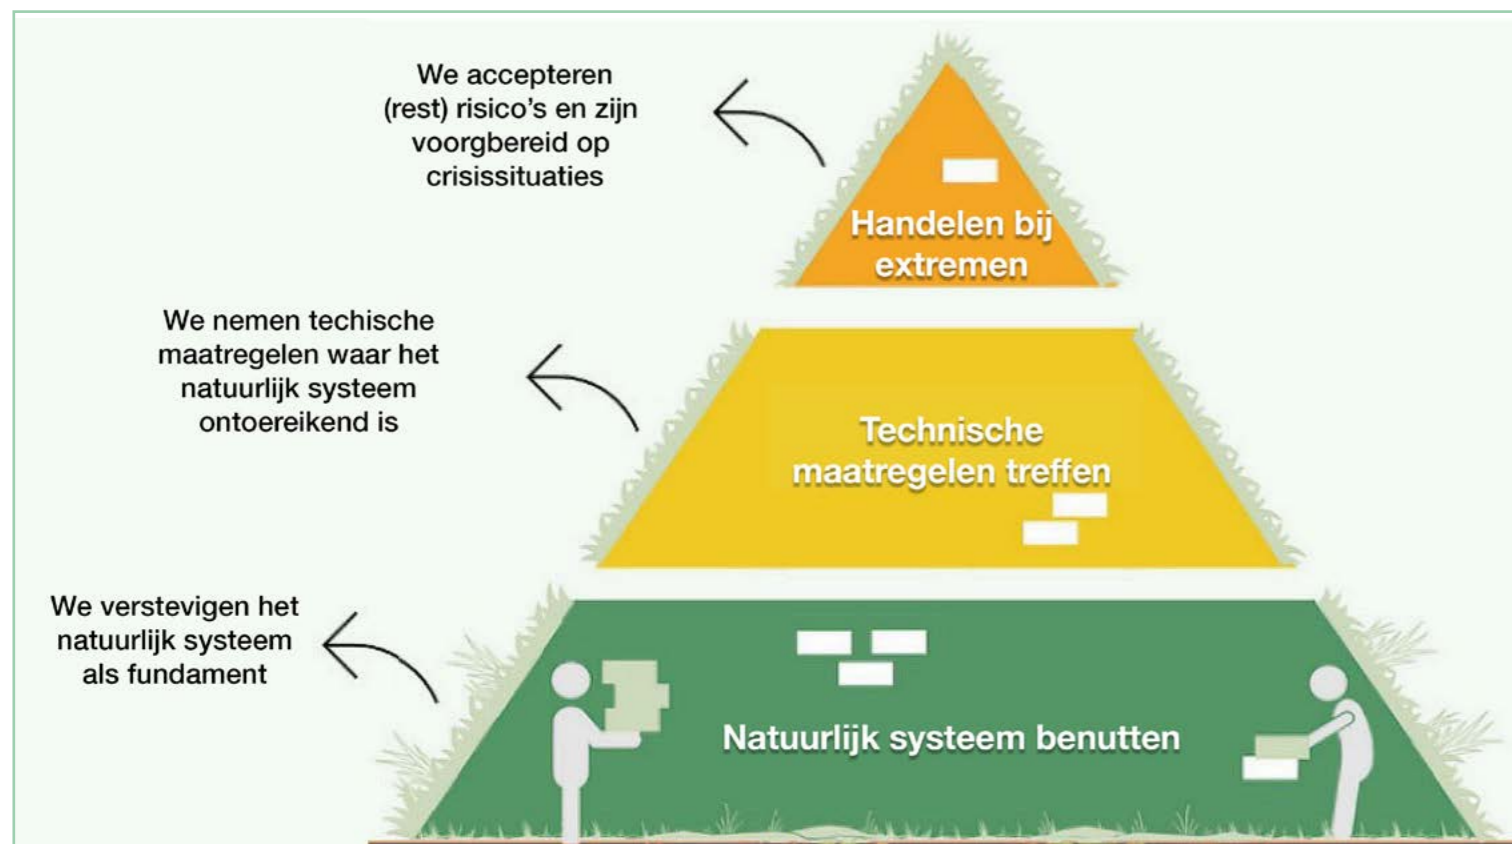 We accepteren
(rest) risico's en zijn
voorgbereid op
crisissituaties
Handelen bij
extremen
We nemen techische
maatregelen waar het
natuurlijk systeem
ontoereikend is
Technische
maatregelen treffen
We verstevigen het
natuurlijk systeem
als fundament
Natuurlijk systeem benutten